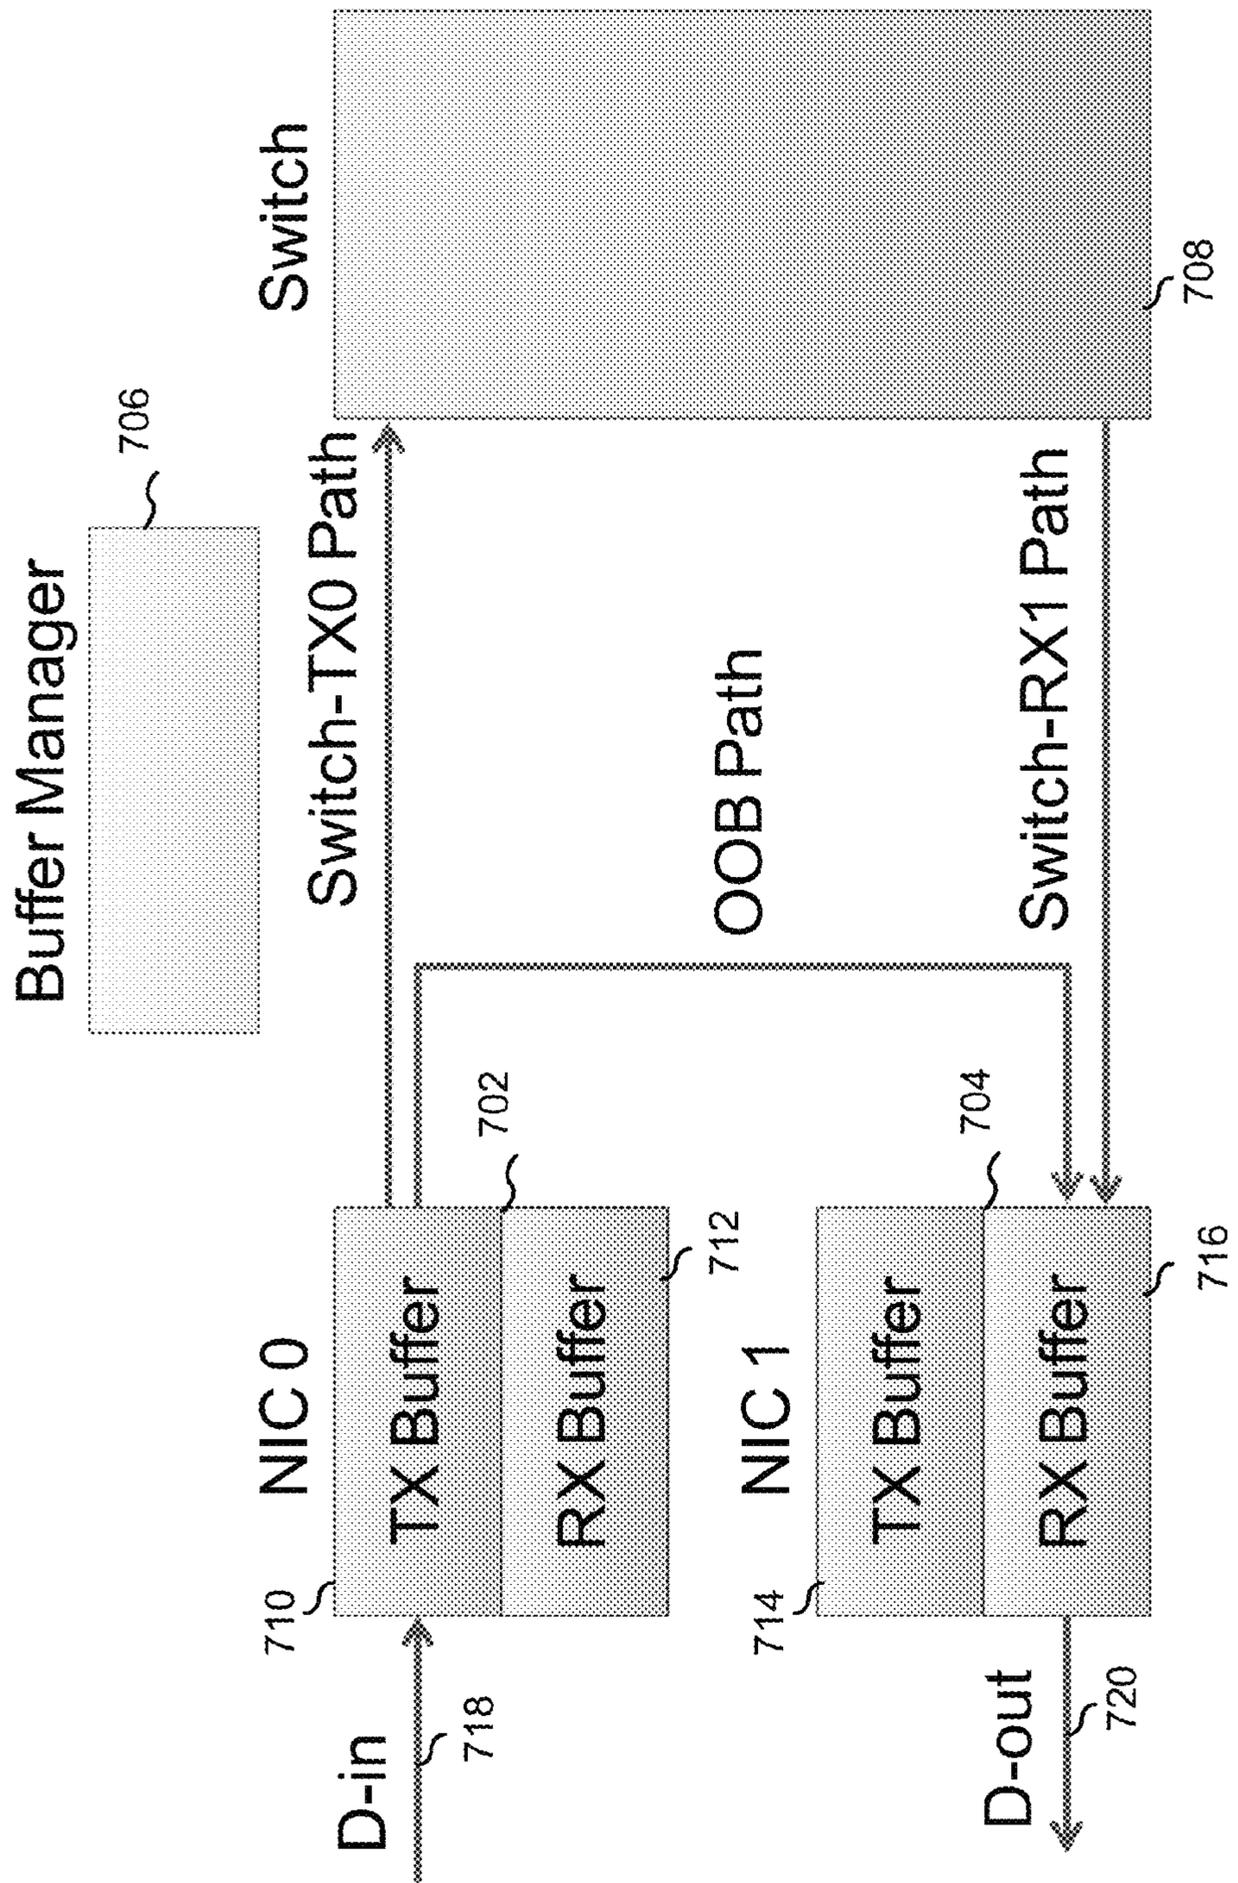 Buffer Manager
706
NIC 0
Switch-TX0 Path
Switch
710
TX Buffer
702
D-in
718
RX Buffer
712
OOB Path
NIC 1
714
TX Buffer
704
D-out
720
RX Buffer
716
Switch-RX1 Path
708